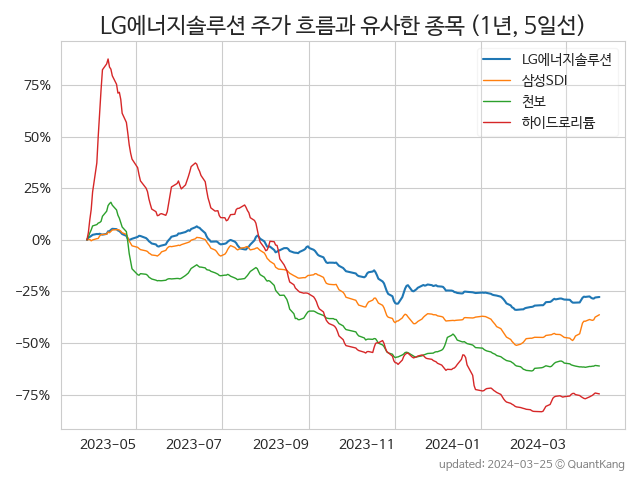 LG에너지솔루션 주가 흐름과 유사한 종목 (1년, 5일선)
LG에너지솔루션
삼성SDI
천보
하이드로리튬
75%
50%
25%
0%
−25%
−50%
−75%
2023-05
2023-07
2023-09
2023-11
2024-01
2024-03
updated: 2024-03-25 © QuantKang